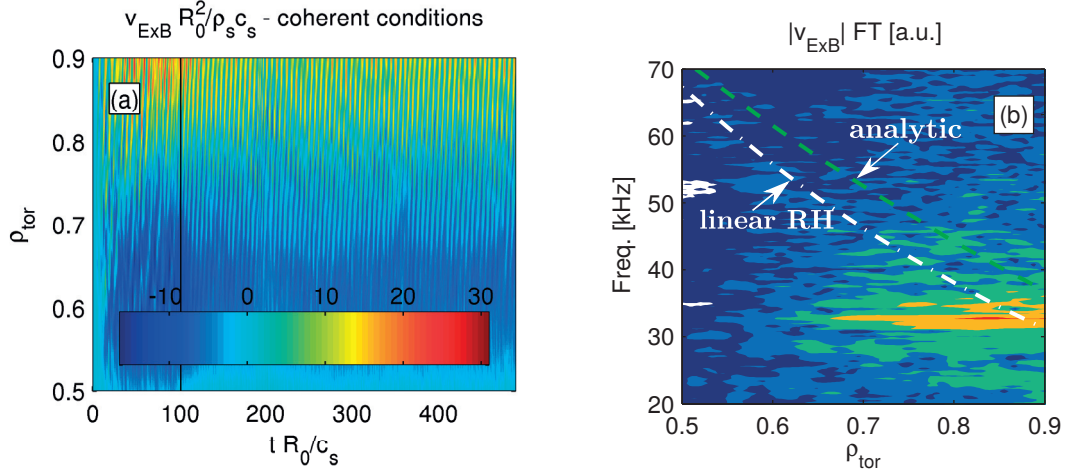 v_ExB R_0^2/ρ_s c_s - coherent conditions
(a)
0.9
0.8
0.7
0.6
0.5
ρ_tor
-10 0 10 20 30
0 100 200 300 400
t R_0/c_s
|v_ExB| FT [a.u.]
(b)
70
60
50
40
30
20
Freq. [kHz]
analytic
linear RH
0.5 0.6 0.7 0.8 0.9
ρ_tor